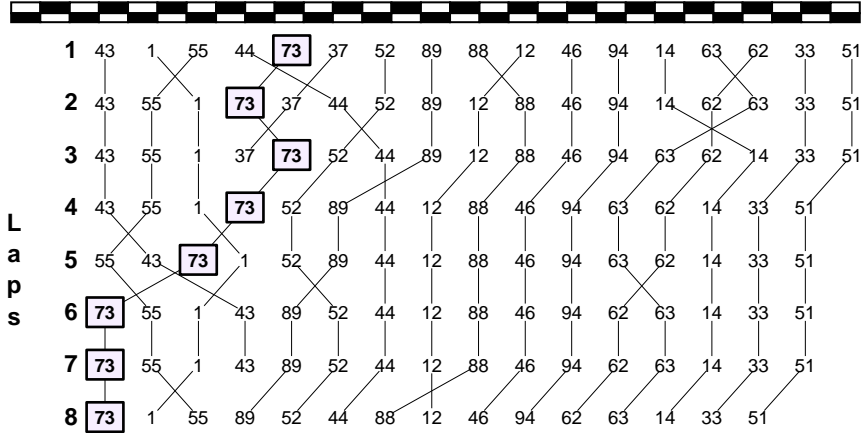 1 43 1 55 44 73 37 52 89 88 12 46 94 14 63 62 33 51
2 43 55 1 73 37 44 52 89 12 88 46 94 14 62 63 33 51
3 43 55 1 37 73 52 44 89 12 88 46 94 63 62 14 33 51
4 43 55 1 73 52 89 44 12 88 46 94 63 62 14 33 51
5 55 43 73 1 52 89 44 12 88 46 94 63 62 14 33 51
6 73 55 1 43 89 52 44 12 88 46 94 62 63 14 33 51
7 73 55 1 43 89 52 44 12 88 46 94 62 63 14 33 51
8 73 1 55 89 52 44 88 12 46 94 62 63 14 33 51
Laps